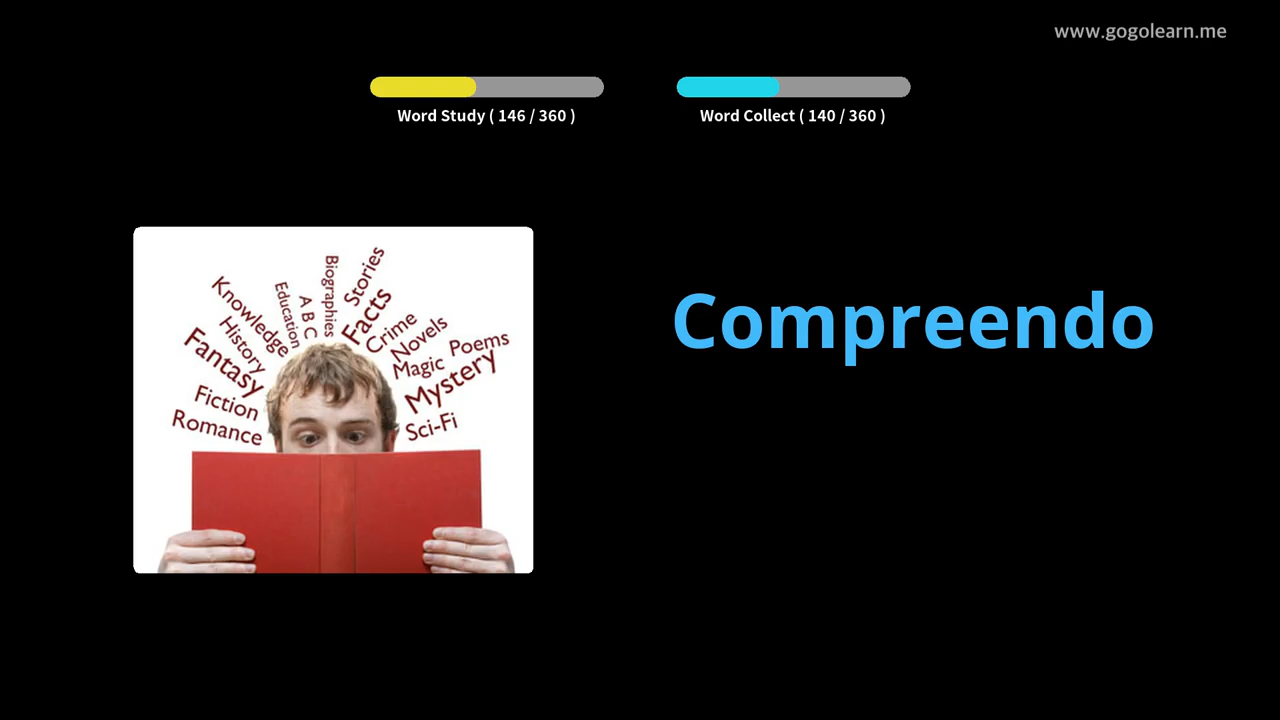 www.gogolearn.me
Word Study ( 146 / 360 )
Word Collect ( 140 / 360 )
Compreendo
Romance
Fiction
Fantasy
History
Knowledge
Education
A B C
Biographies
Stories
Facts
Crime
Novels
Magic
Poems
Mystery
Sci-Fi